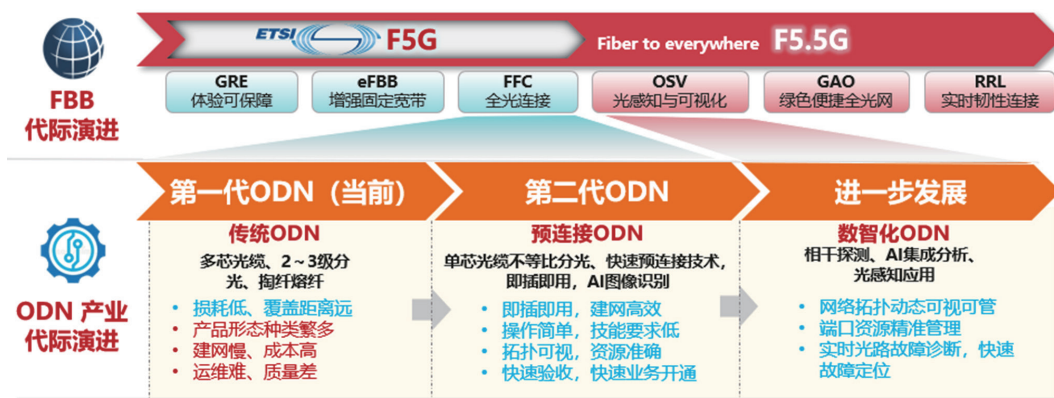 ETSI F5G
Fiber to everywhere F5.5G
FBB
代际演进
GRE
体验可保障
eFBB
增强固定宽带
FFC
全光连接
OSV
光感知与可视化
GAO
绿色便捷全光网
RRL
实时韧性连接
ODN 产业
代际演进
第一代ODN（当前）
传统ODN
多芯光缆、2～3级分
光、掏纤熔纤
• 损耗低、覆盖距离远
• 产品形态种类繁多
• 建网慢、成本高
• 运维难、质量差
第二代ODN
预连接ODN
单芯光缆不等比分光、快速预连接技术，
即插即用，AI图像识别
• 即插即用，建网高效
• 操作简单，技能要求低
• 拓扑可视，资源准确
• 快速验收，快速业务开通
进一步发展
数智化ODN
相干探测、AI集成分析、
光感知应用
• 网络拓扑动态可视可管
• 端口资源精准管理
• 实时光路故障诊断，快速
故障定位